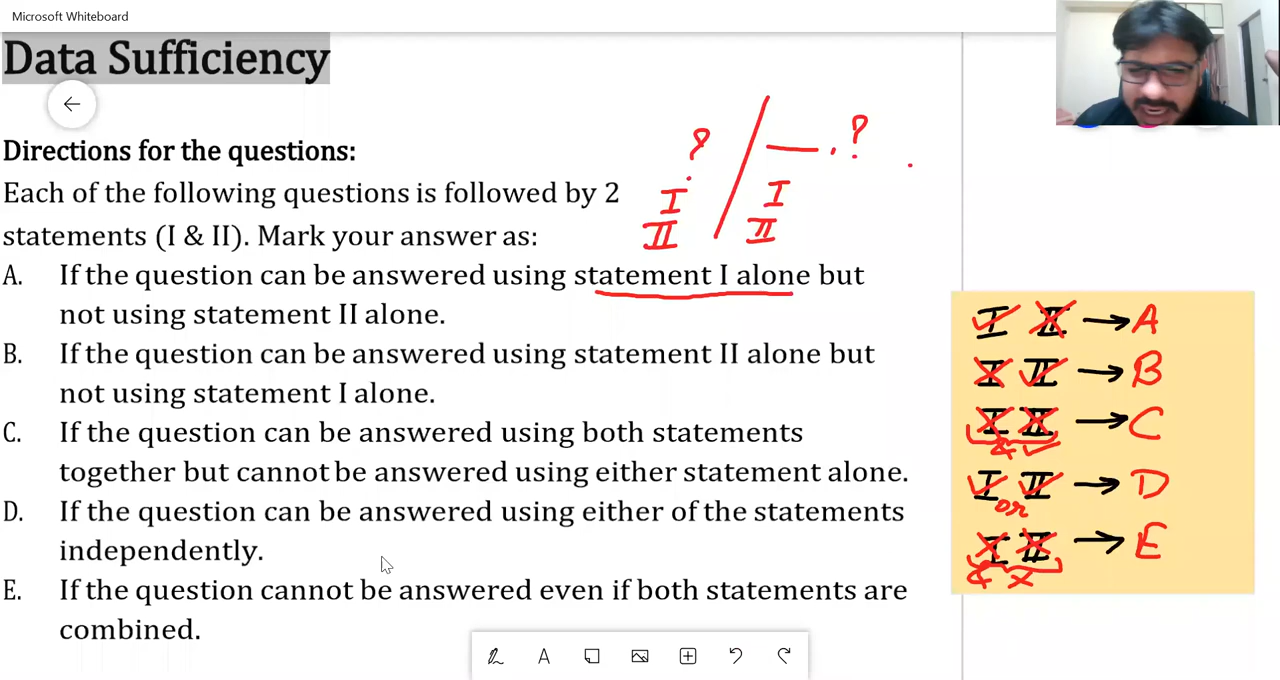 Microsoft Whiteboard
Data Sufficiency
Directions for the questions:
Each of the following questions is followed by 2
statements (I & II). Mark your answer as:
A. If the question can be answered using statement I alone but
not using statement II alone.
B. If the question can be answered using statement II alone but
not using statement I alone.
C. If the question can be answered using both statements
together but cannot be answered using either statement alone.
D. If the question can be answered using either of the statements
independently.
E. If the question cannot be answered even if both statements are
combined.
? / . ?
I I
II II
I II → A
I II → B
I II → C
&
I II → D
or
I II → E
&
A